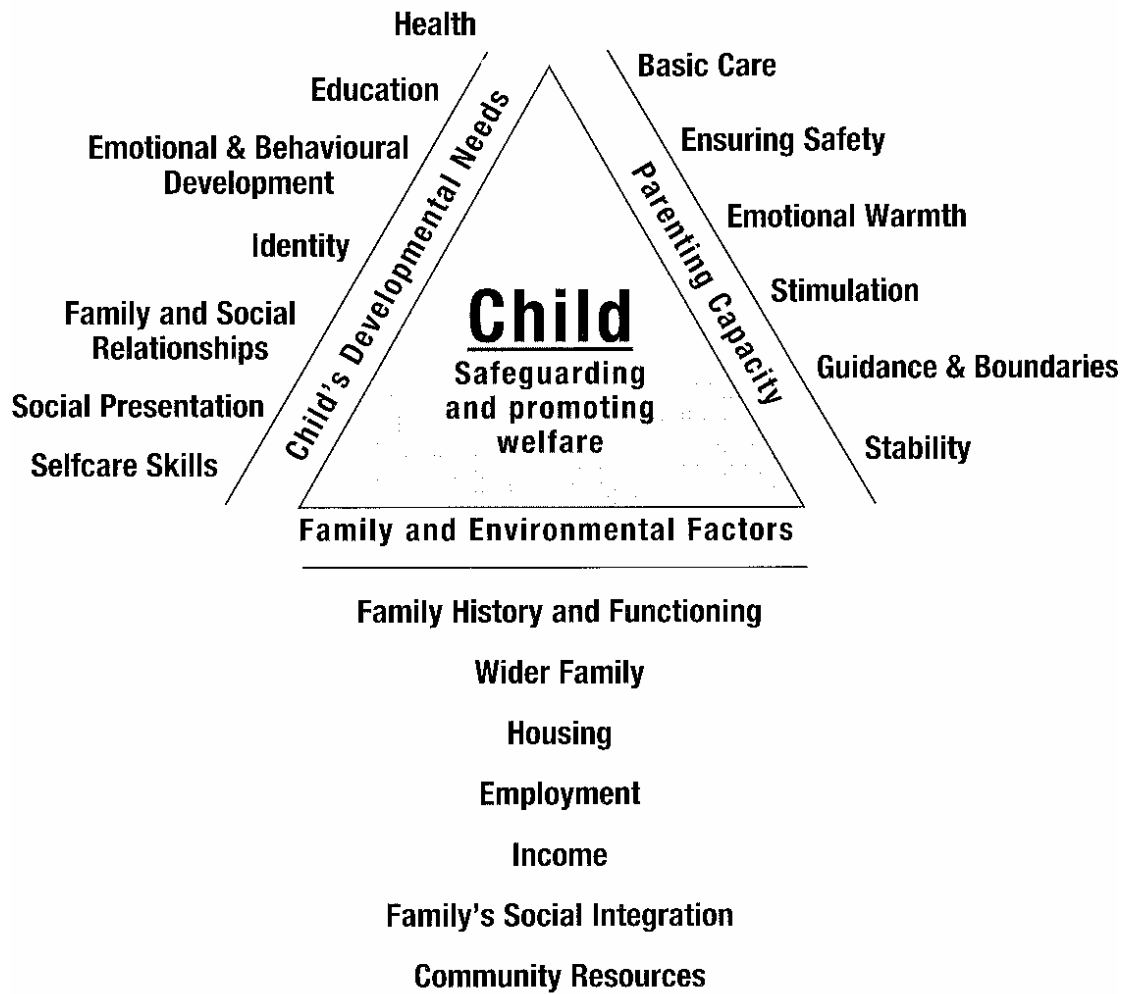 Health
Education
Emotional & Behavioural
Development
Identity
Family and Social
Relationships
Social Presentation
Selfcare Skills
Child's Developmental Needs
Basic Care
Ensuring Safety
Emotional Warmth
Stimulation
Guidance & Boundaries
Stability
Parenting Capacity
Child
Safeguarding
and promoting
welfare
Family and Environmental Factors
Family History and Functioning
Wider Family
Housing
Employment
Income
Family's Social Integration
Community Resources